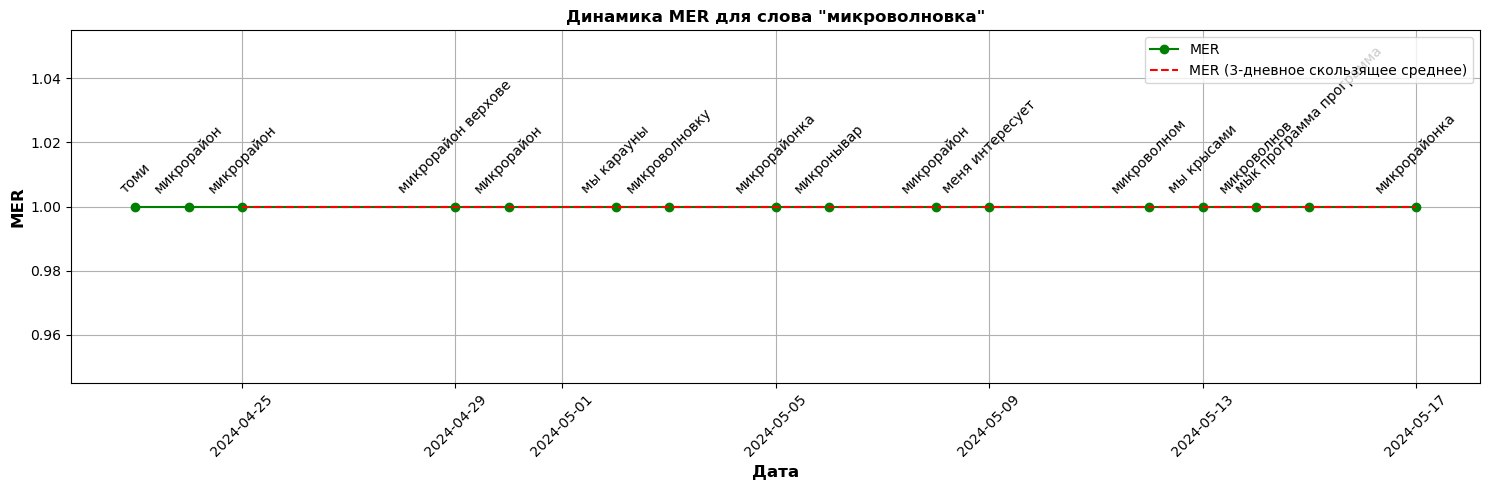 Динамика MER для слова "микроволновка"
MER
MER (3-дневное скользящее среднее)
MER
1.04
1.02
1.00
0.98
0.96
томи
микрорайон
микрорайон
микрорайон верхове
микрорайон
мы карауны
микроволновку
микрорайонка
микронывар
микрорайон
меня интересует
микроволном
мы крысами
микроволнов
мык программа программа
микрорайонка
2024-04-25
2024-04-29
2024-05-01
2024-05-05
2024-05-09
2024-05-13
2024-05-17
Дата